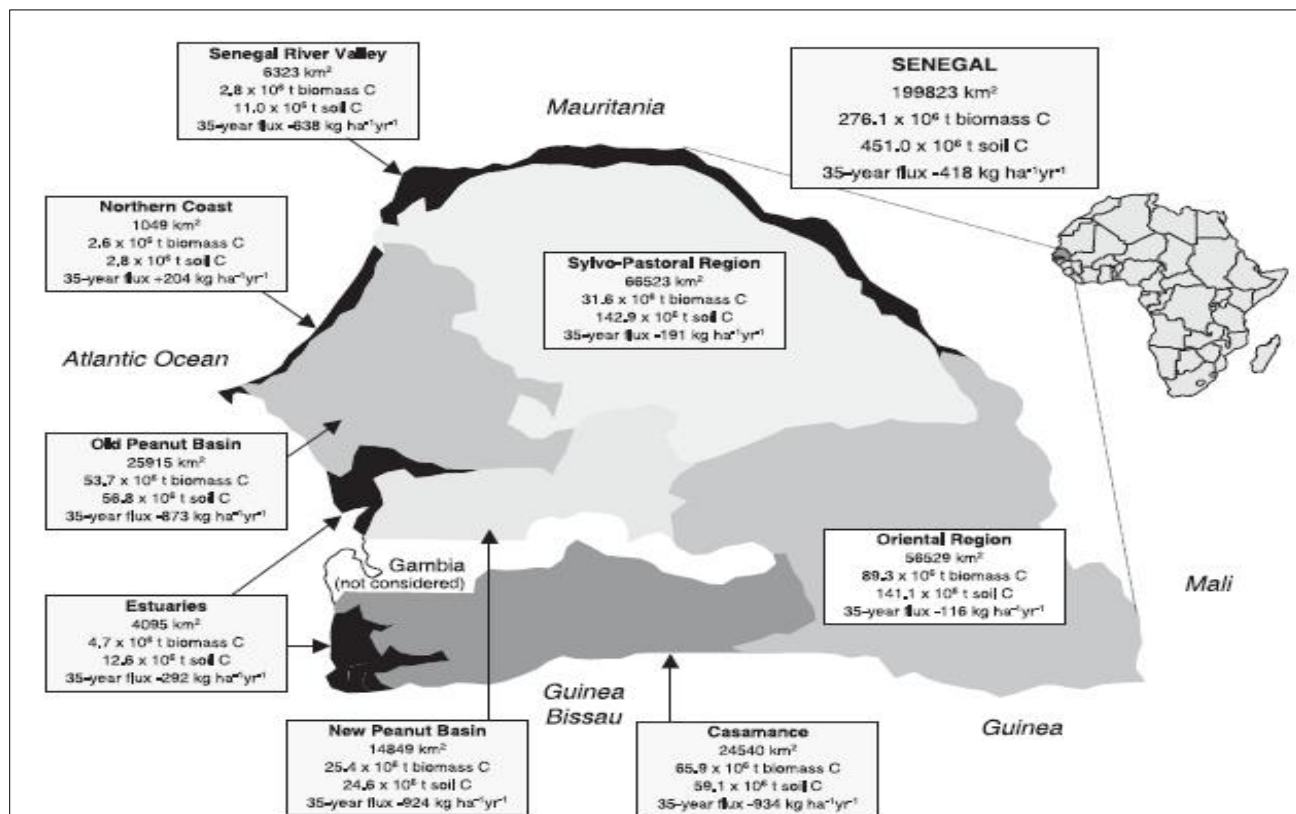 Senegal River Valley
6323 km²
2.8 x 10⁶ t biomass C
11.0 x 10⁶ t soil C
35-year flux -638 kg ha⁻¹yr⁻¹
Mauritania
SENEGAL
199823 km²
276.1 x 10⁶ t biomass C
451.0 x 10⁶ t soil C
35-year flux -418 kg ha⁻¹yr⁻¹
Northern Coast
1049 km²
2.6 x 10⁶ t biomass C
2.8 x 10⁶ t soil C
35-year flux +204 kg ha⁻¹yr⁻¹
Sylvo-Pastoral Region
66523 km²
31.6 x 10⁶ t biomass C
142.9 x 10⁶ t soil C
35-year flux -191 kg ha⁻¹yr⁻¹
Atlantic Ocean
Old Peanut Basin
25915 km²
53.7 x 10⁶ t biomass C
56.8 x 10⁶ t soil C
35-year flux -873 kg ha⁻¹yr⁻¹
Oriental Region
56529 km²
89.3 x 10⁶ t biomass C
141.1 x 10⁶ t soil C
35-year flux -116 kg ha⁻¹yr⁻¹
Mali
Gambia
(not considered)
Estuaries
4095 km²
4.7 x 10⁶ t biomass C
12.6 x 10⁶ t soil C
35-year flux -292 kg ha⁻¹yr⁻¹
Guinea
Bissau
Guinea
New Peanut Basin
14849 km²
25.4 x 10⁶ t biomass C
24.6 x 10⁶ t soil C
35-year flux -924 kg ha⁻¹yr⁻¹
Casamance
24540 km²
65.9 x 10⁶ t biomass C
59.1 x 10⁶ t soil C
35-year flux -934 kg ha⁻¹yr⁻¹